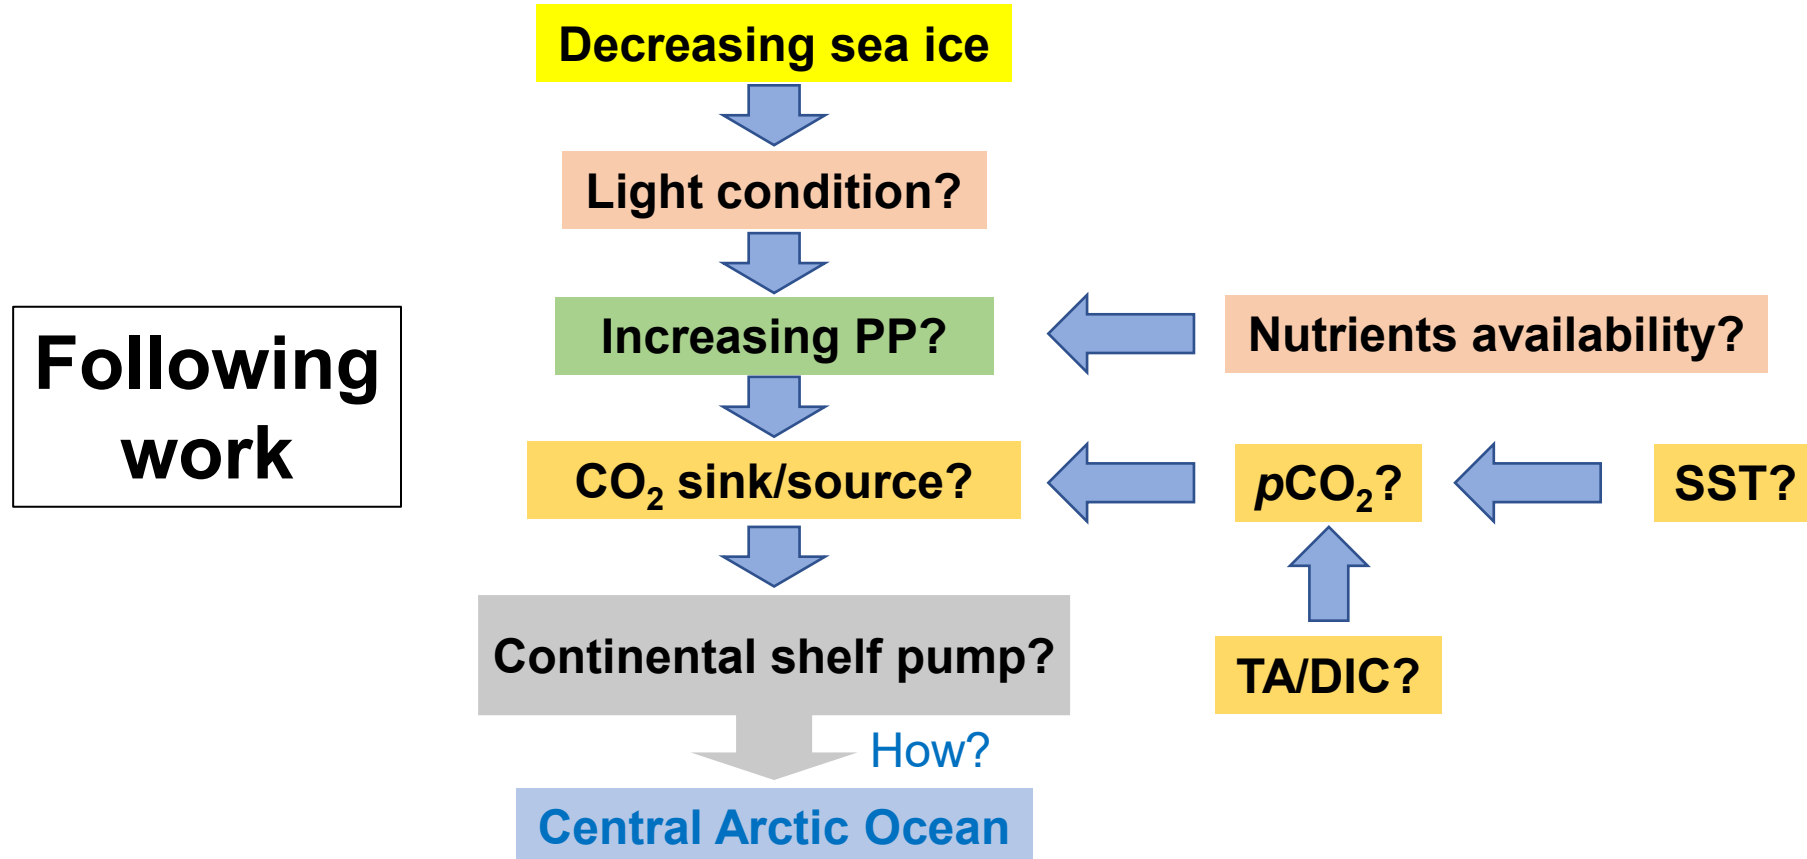 Decreasing sea ice
Light condition?
Increasing PP?
Nutrients availability?
Following
work
CO₂ sink/source?
pCO₂?
SST?
Continental shelf pump?
TA/DIC?
How?
Central Arctic Ocean